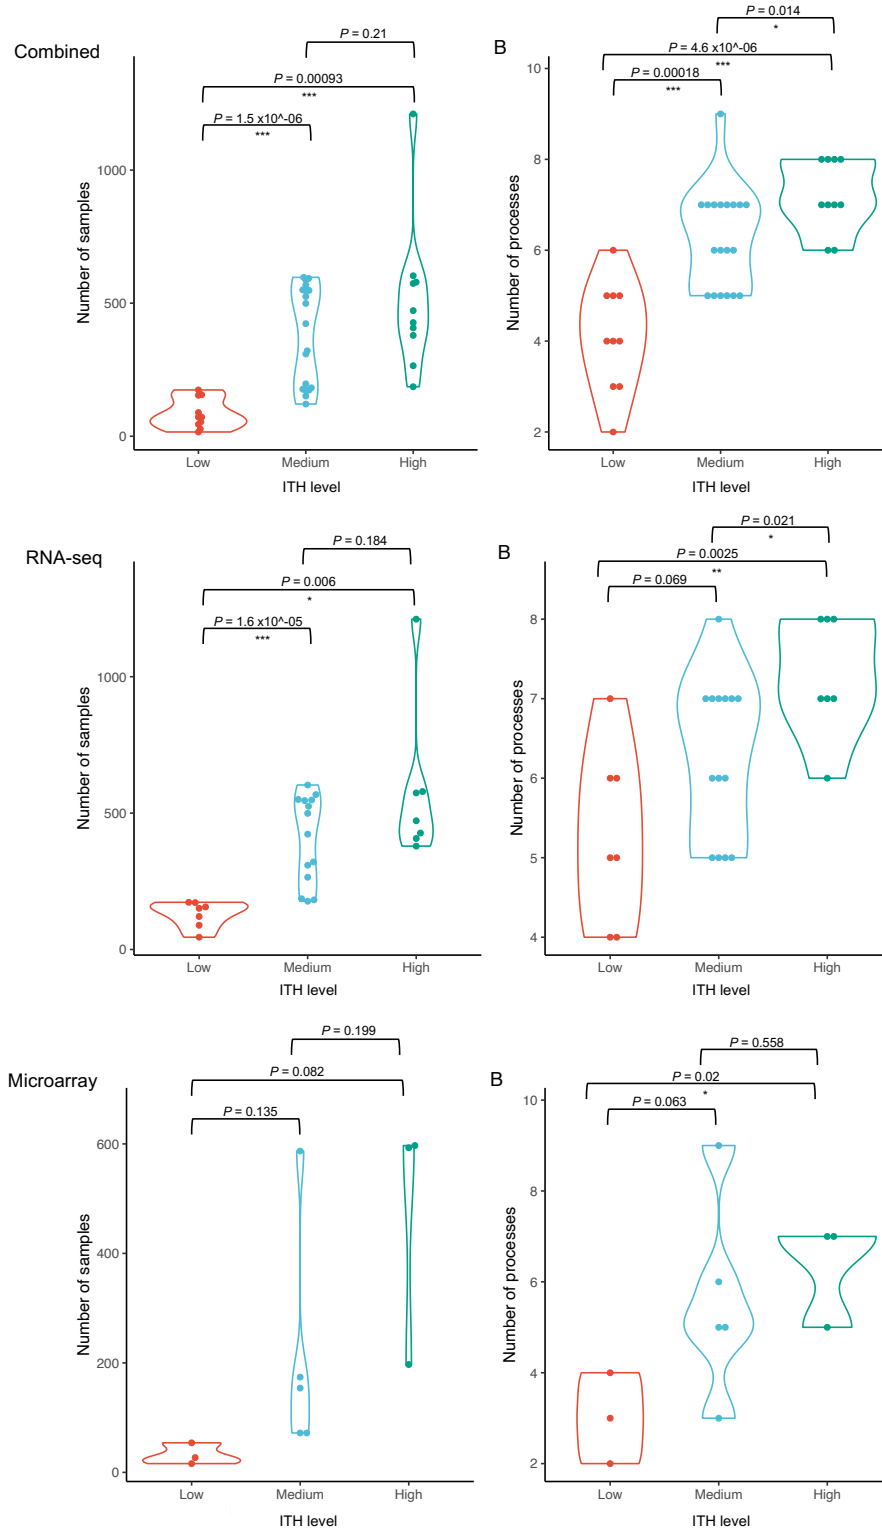 Combined
P = 0.21
P = 0.00093
***
P = 1.5 x10^-06
***
1000
500
0
Number of samples
Low Medium High
ITH level
B
P = 0.014
*
P = 4.6 x10^-06
***
P = 0.00018
***
10
8
6
4
2
Number of processes
Low Medium High
ITH level
RNA-seq
P = 0.184
P = 0.006
*
P = 1.6 x10^-05
***
1000
500
0
Number of samples
Low Medium High
ITH level
B
P = 0.021
*
P = 0.0025
**
P = 0.069
8
7
6
5
4
Number of processes
Low Medium High
ITH level
Microarray
P = 0.199
P = 0.082
P = 0.135
600
400
200
0
Number of samples
Low Medium High
ITH level
B
P = 0.558
P = 0.02
*
P = 0.063
10
8
6
4
2
Number of processes
Low Medium High
ITH level